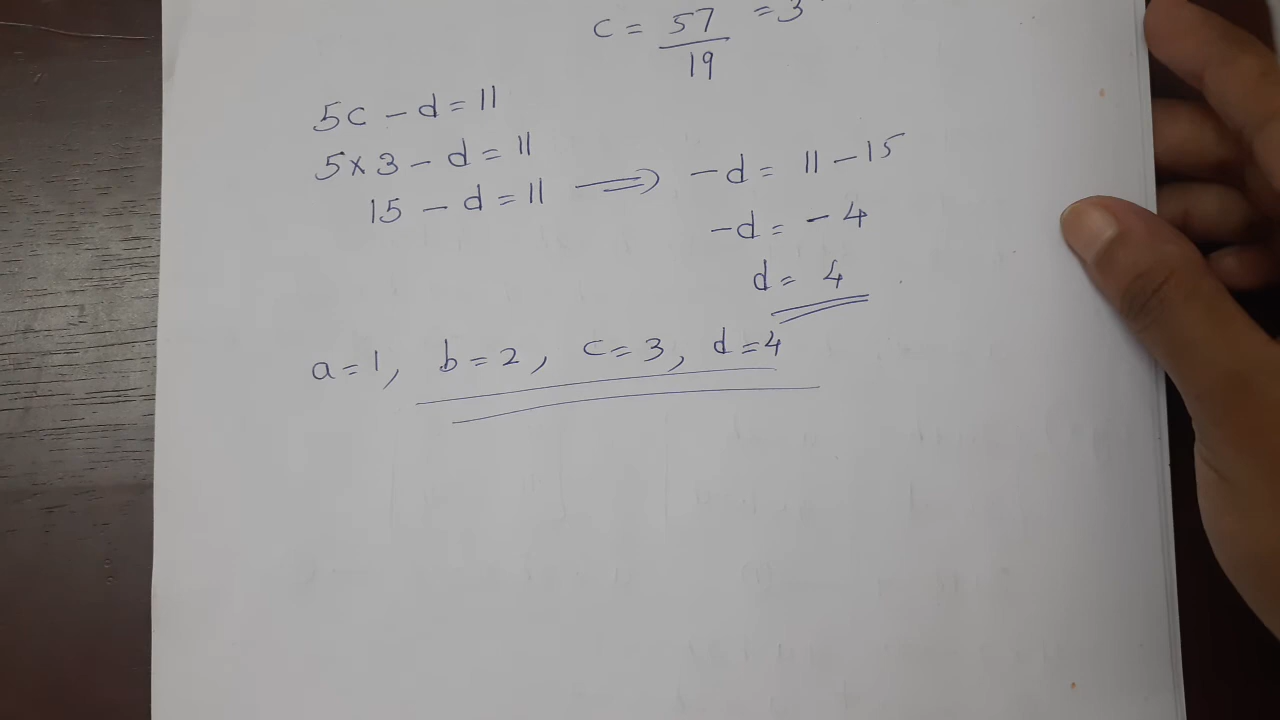 c = 57/19 = 3
5c - d = 11
5 x 3 - d = 11
15 - d = 11 ⟹ -d = 11 - 15
-d = -4
d = 4
a = 1, b = 2, c = 3, d = 4